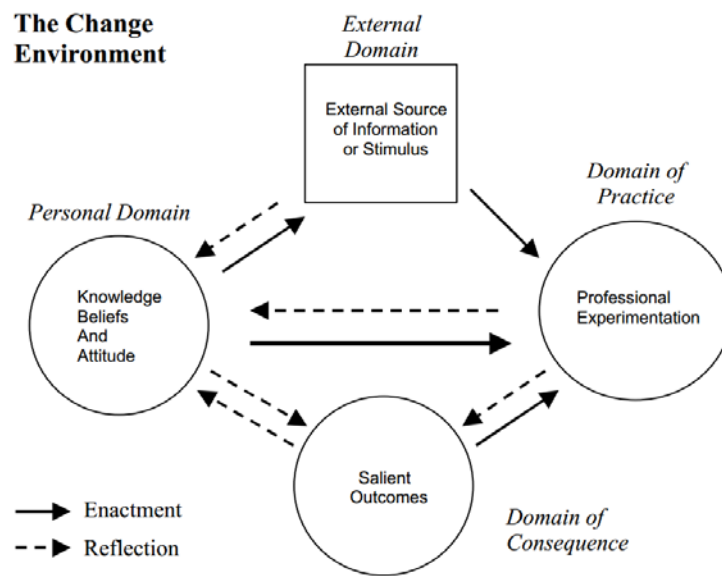 The Change
Environment
External
Domain
External Source
of Information
or Stimulus
Domain of
Practice
Personal Domain
Knowledge
Beliefs
And
Attitude
Professional
Experimentation
Salient
Outcomes
Enactment
Reflection
Domain of
Consequence